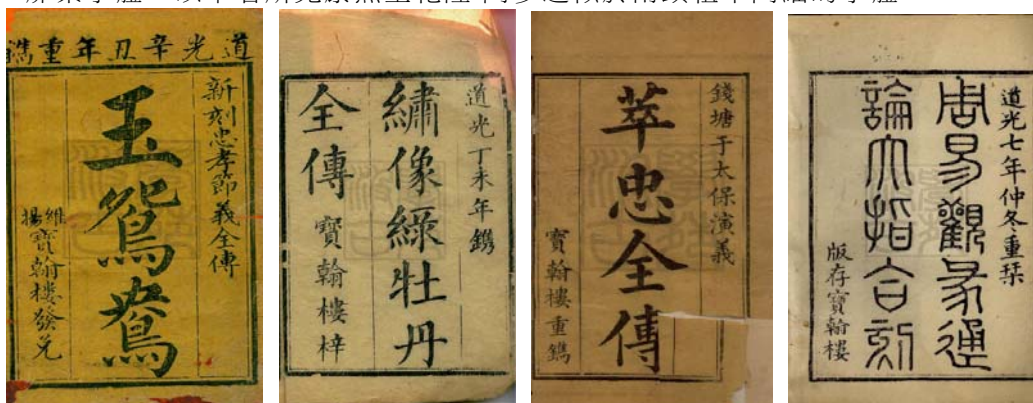 道光辛丑年重鐫
新刻忠孝節義全傳
玉鴛鴦
維揚寶翰樓發兌
道光丁未年鐫
繡像綠牡丹
全傳
寶翰樓梓
錢塘于太保演義
萃忠全傳
寶翰樓重鐫
道光七年仲冬重栞
周易觀彖通
論大指合刻
版存寶翰樓